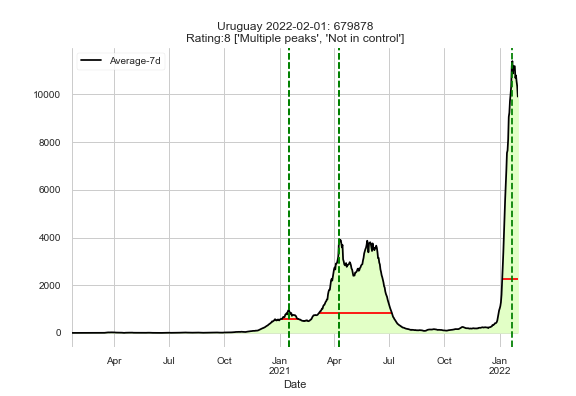 Uruguay 2022-02-01: 679878
Rating:8 ['Multiple peaks', 'Not in control']
Average-7d
10000
8000
6000
4000
2000
0
Apr Jul Oct Jan Apr Jul Oct Jan
2021 2022
Date